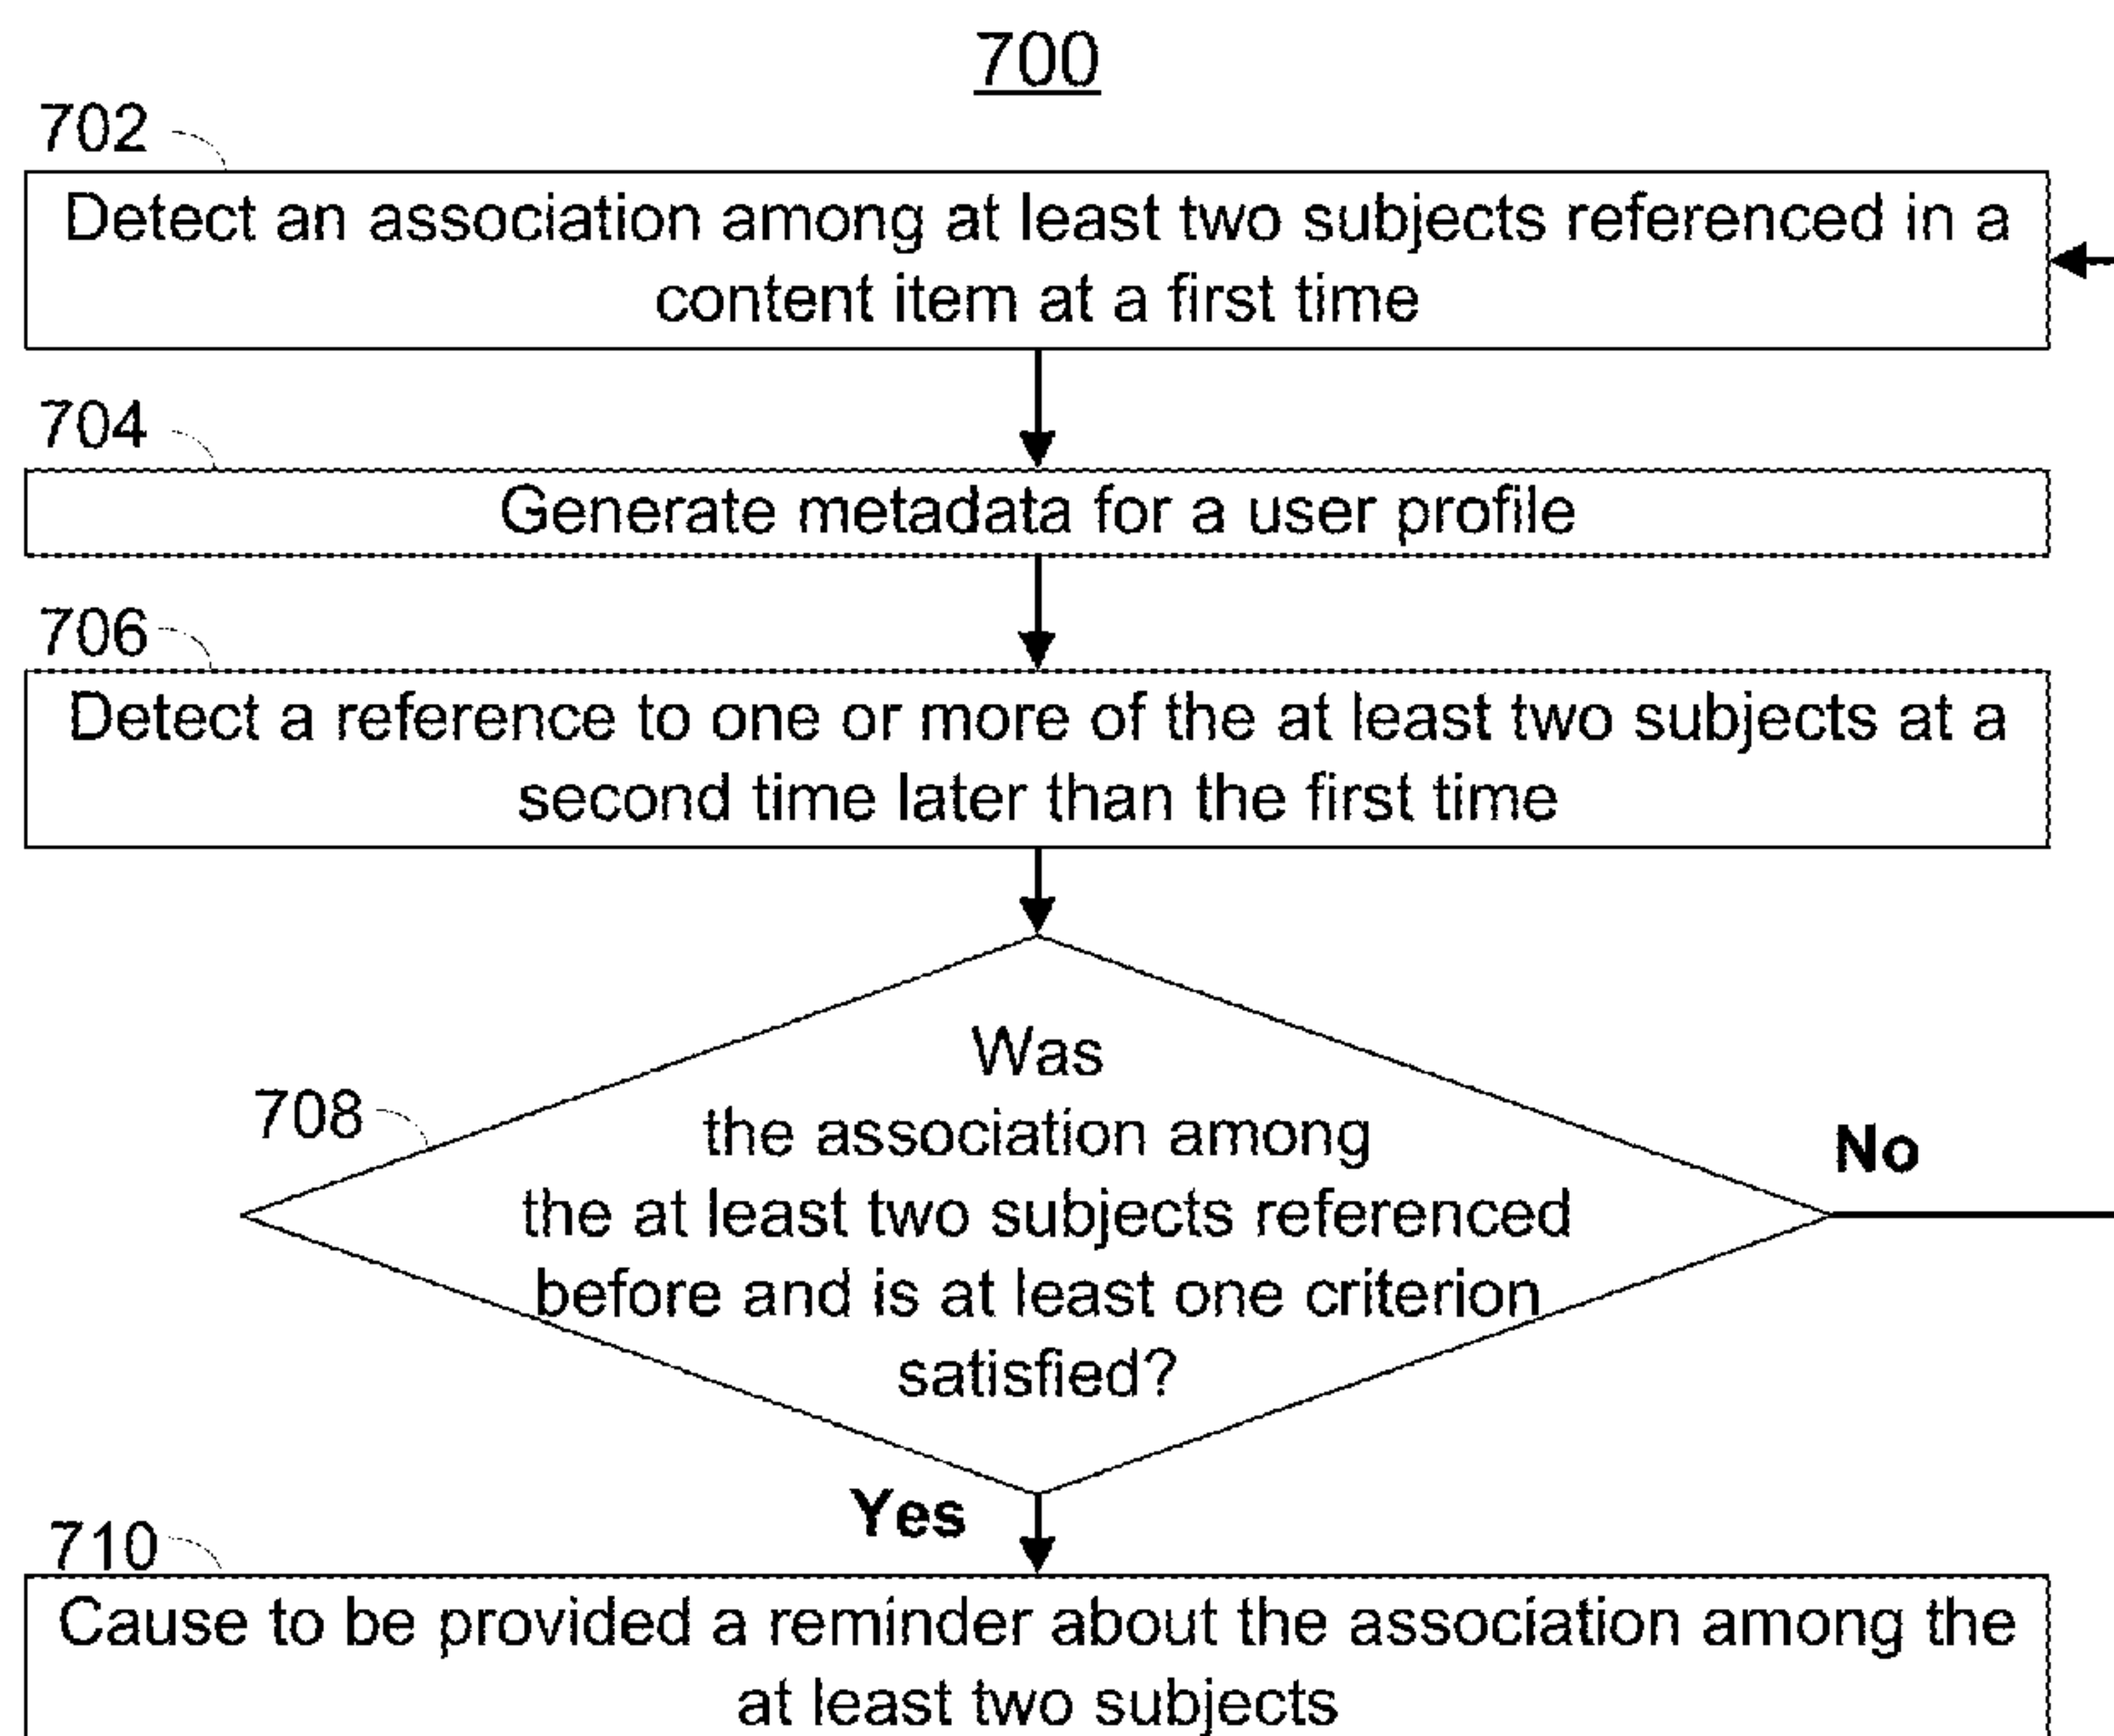 700
702
Detect an association among at least two subjects referenced in a
content item at a first time
704
Generate metadata for a user profile
706
Detect a reference to one or more of the at least two subjects at a
second time later than the first time
708
Was
the association among
the at least two subjects referenced
before and is at least one criterion
satisfied?
No
Yes
710
Cause to be provided a reminder about the association among the
at least two subjects